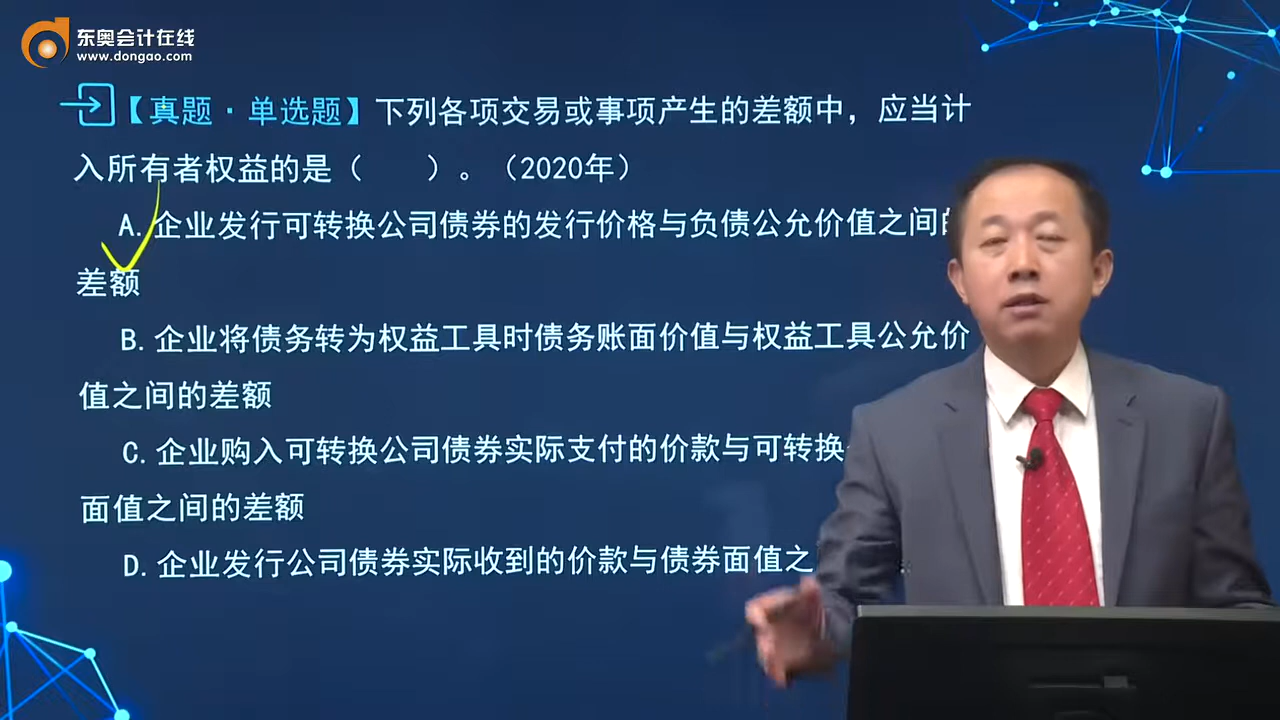 东奥会计在线
www.dongao.com
【真题·单选题】下列各项交易或事项产生的差额中，应当计
入所有者权益的是（　　）。（2020年）
A.企业发行可转换公司债券的发行价格与负债公允价值之间的
差额
B.企业将债务转为权益工具时债务账面价值与权益工具公允价
值之间的差额
C.企业购入可转换公司债券实际支付的价款与可转换
面值之间的差额
D.企业发行公司债券实际收到的价款与债券面值之